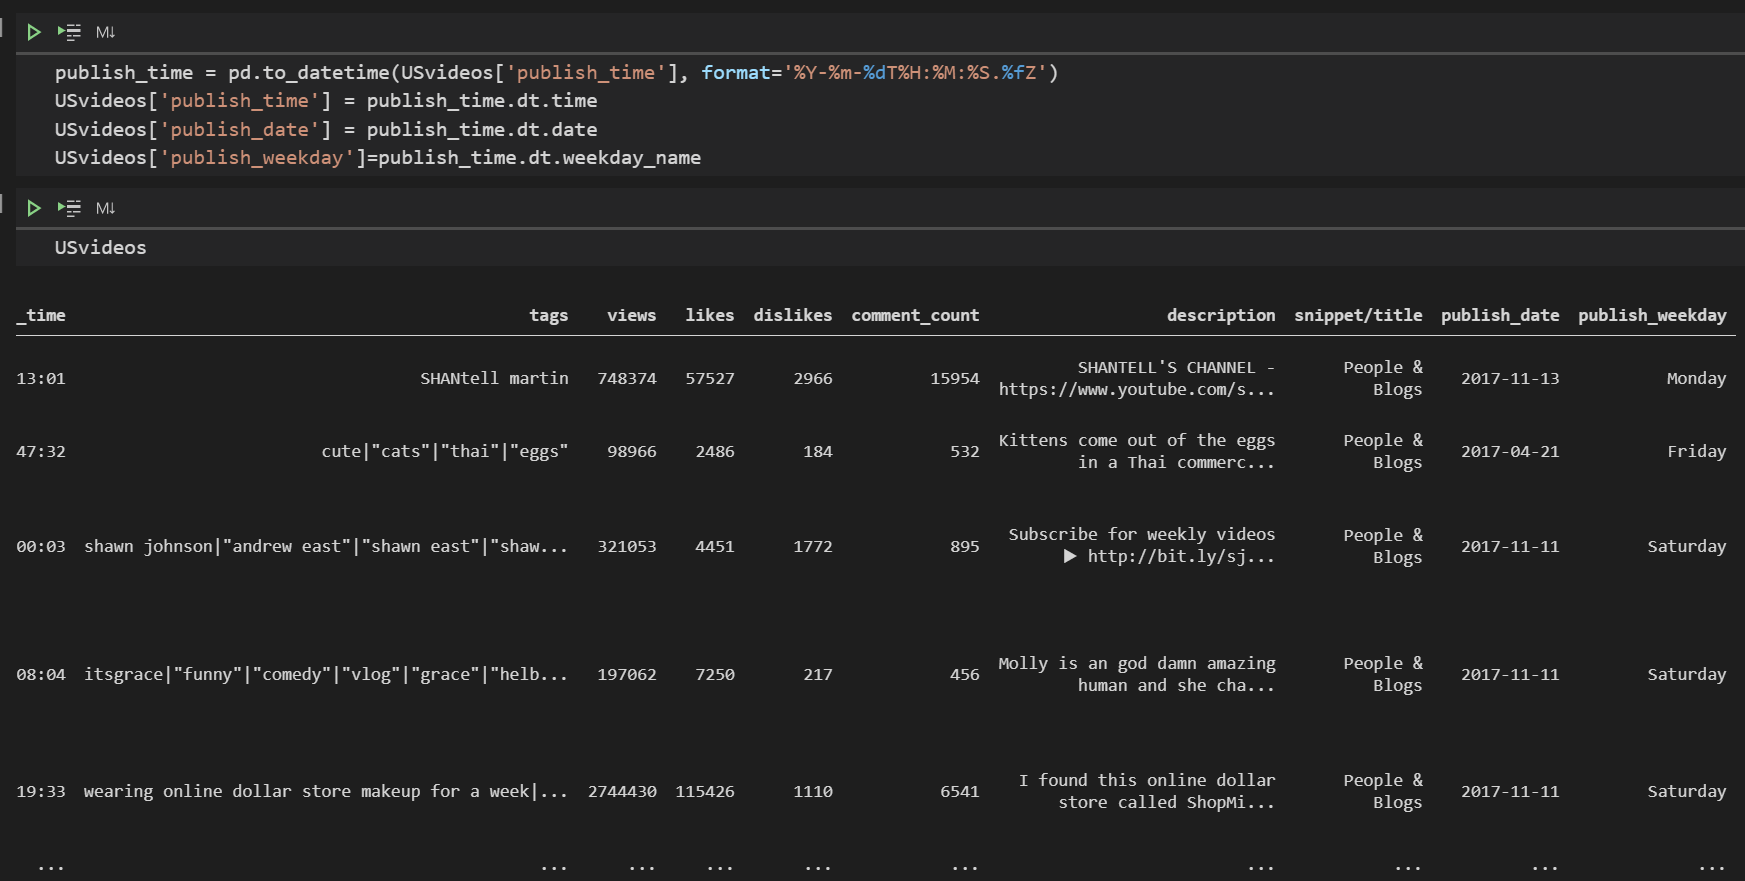 M↓
publish_time = pd.to_datetime(USvideos['publish_time'], format='%Y-%m-%dT%H:%M:%S.%fZ')
USvideos['publish_time'] = publish_time.dt.time
USvideos['publish_date'] = publish_time.dt.date
USvideos['publish_weekday']=publish_time.dt.weekday_name
M↓
USvideos
_time tags views likes dislikes comment_count description snippet/title publish_date publish_weekday
13:01 SHANtell martin 748374 57527 2966 15954 SHANTELL'S CHANNEL - https://www.youtube.com/s... People & Blogs 2017-11-13 Monday
47:32 cute|"cats"|"thai"|"eggs" 98966 2486 184 532 Kittens come out of the eggs in a Thai commerc... People & Blogs 2017-04-21 Friday
00:03 shawn johnson|"andrew east"|"shawn east"|"shaw... 321053 4451 1772 895 Subscribe for weekly videos ▶ http://bit.ly/sj... People & Blogs 2017-11-11 Saturday
08:04 itsgrace|"funny"|"comedy"|"vlog"|"grace"|"helb... 197062 7250 217 456 Molly is an god damn amazing human and she cha... People & Blogs 2017-11-11 Saturday
19:33 wearing online dollar store makeup for a week|... 2744430 115426 1110 6541 I found this online dollar store called ShopMi... People & Blogs 2017-11-11 Saturday
... ... ... ... ... ... ... ... ... ...